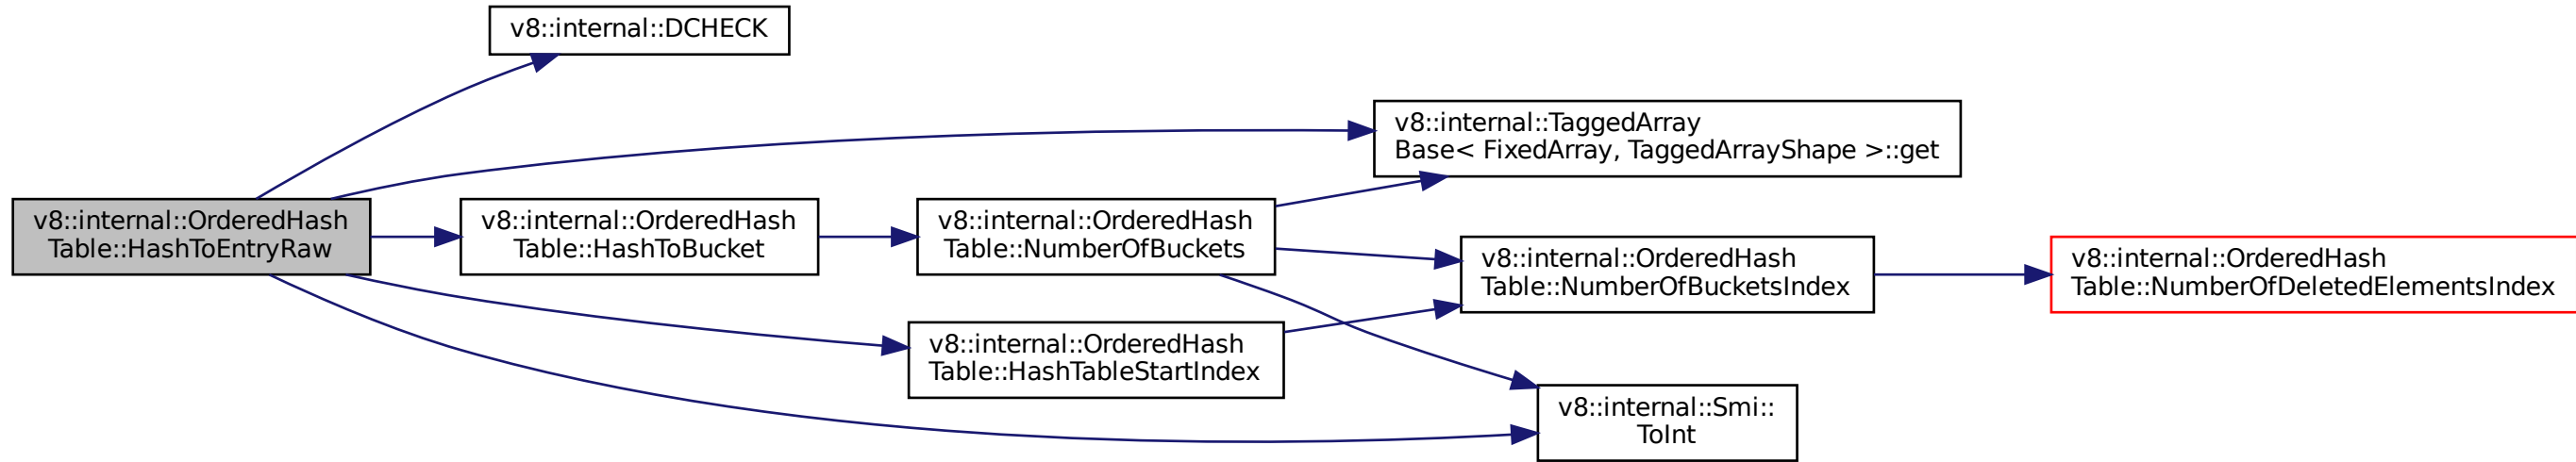 v8::internal::DCHECK
v8::internal::TaggedArray
Base< FixedArray, TaggedArrayShape >::get
v8::internal::OrderedHash
Table::HashToEntryRaw
v8::internal::OrderedHash
Table::HashToBucket
v8::internal::OrderedHash
Table::NumberOfBuckets
v8::internal::OrderedHash
Table::NumberOfBucketsIndex
v8::internal::OrderedHash
Table::NumberOfDeletedElementsIndex
v8::internal::OrderedHash
Table::HashTableStartIndex
v8::internal::Smi::
ToInt